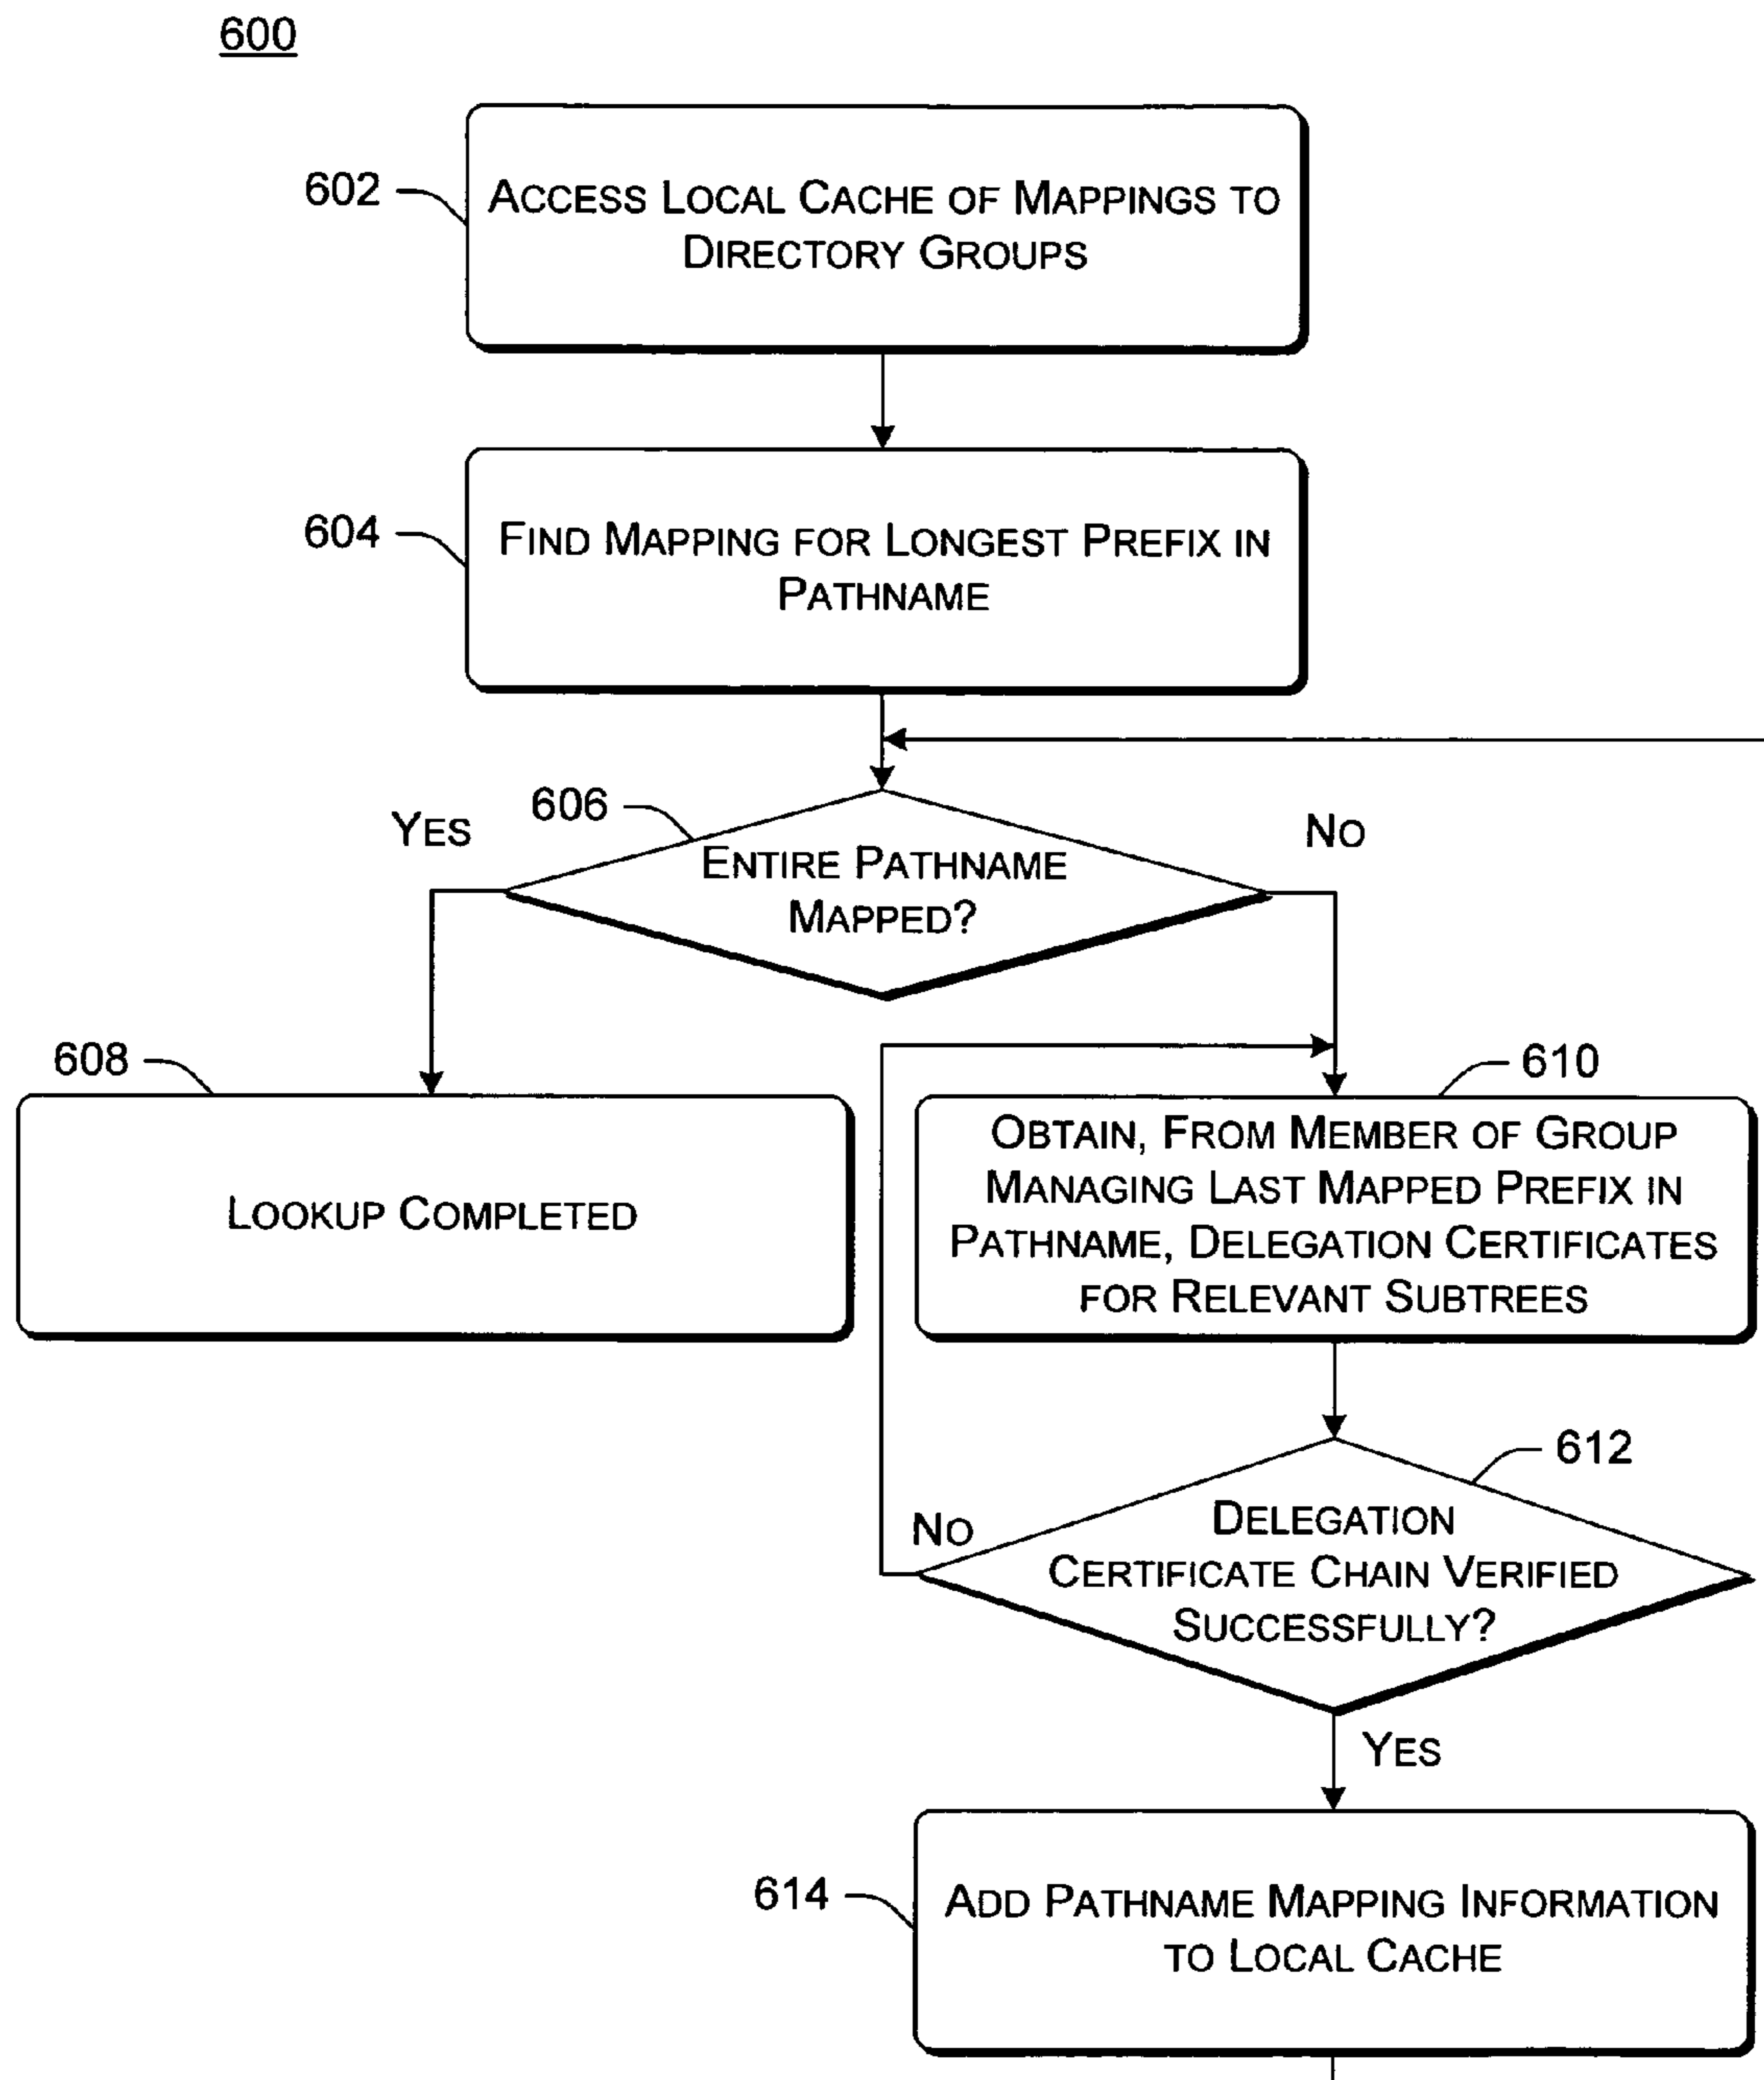 600
602
ACCESS LOCAL CACHE OF MAPPINGS TO
DIRECTORY GROUPS
604
FIND MAPPING FOR LONGEST PREFIX IN
PATHNAME
606
YES
NO
ENTIRE PATHNAME
MAPPED?
608
LOOKUP COMPLETED
610
OBTAIN, FROM MEMBER OF GROUP
MANAGING LAST MAPPED PREFIX IN
PATHNAME, DELEGATION CERTIFICATES
FOR RELEVANT SUBTREES
612
NO
DELEGATION
CERTIFICATE CHAIN VERIFIED
SUCCESSFULLY?
YES
614
ADD PATHNAME MAPPING INFORMATION
TO LOCAL CACHE